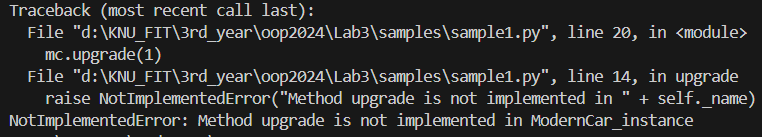 Traceback (most recent call last):
  File "d:\KNU_FIT\3rd_year\oop2024\Lab3\samples\sample1.py", line 20, in <module>
    mc.upgrade(1)
  File "d:\KNU_FIT\3rd_year\oop2024\Lab3\samples\sample1.py", line 14, in upgrade
    raise NotImplementedError("Method upgrade is not implemented in " + self._name)
NotImplementedError: Method upgrade is not implemented in ModernCar_instance